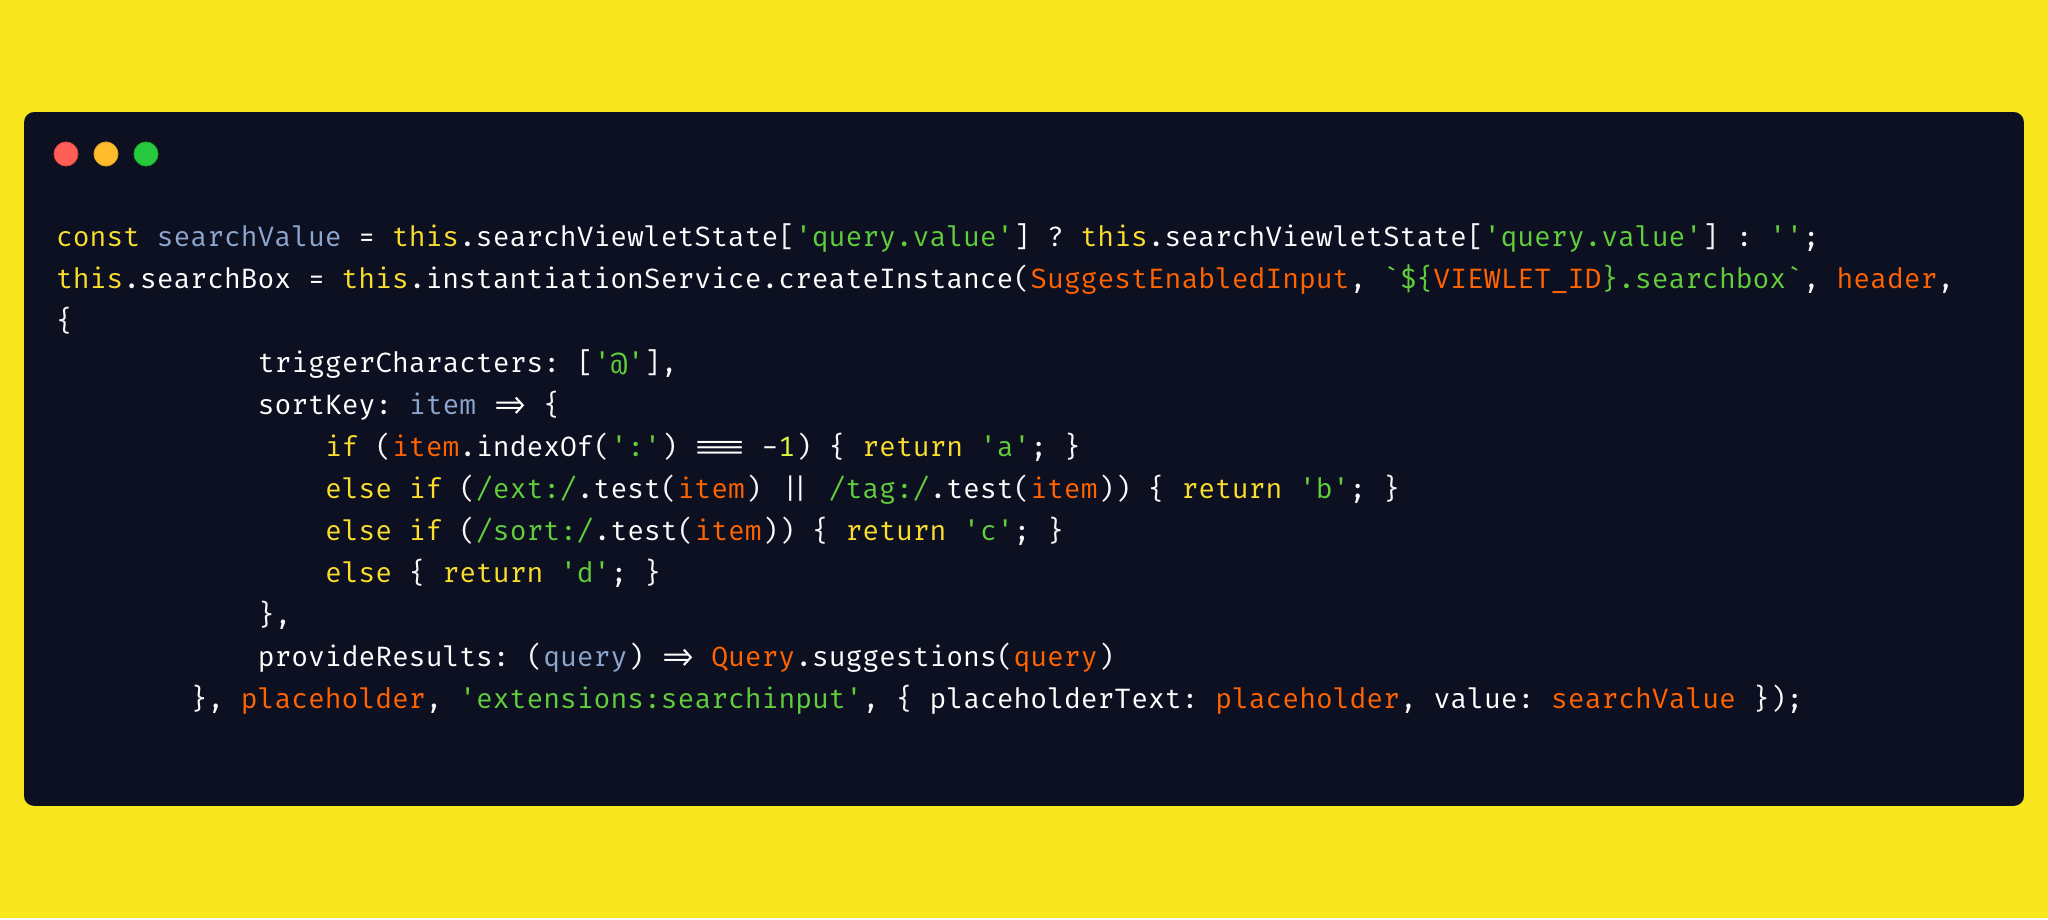 const searchValue = this.searchViewletState['query.value'] ? this.searchViewletState['query.value'] : '';
this.searchBox = this.instantiationService.createInstance(SuggestEnabledInput, `${VIEWLET_ID}.searchbox`, header,
{
            triggerCharacters: ['@'],
            sortKey: item => {
                if (item.indexOf(':') === -1) { return 'a'; }
                else if (/ext:/.test(item) || /tag:/.test(item)) { return 'b'; }
                else if (/sort:/.test(item)) { return 'c'; }
                else { return 'd'; }
            },
            provideResults: (query) => Query.suggestions(query)
        }, placeholder, 'extensions:searchinput', { placeholderText: placeholder, value: searchValue });